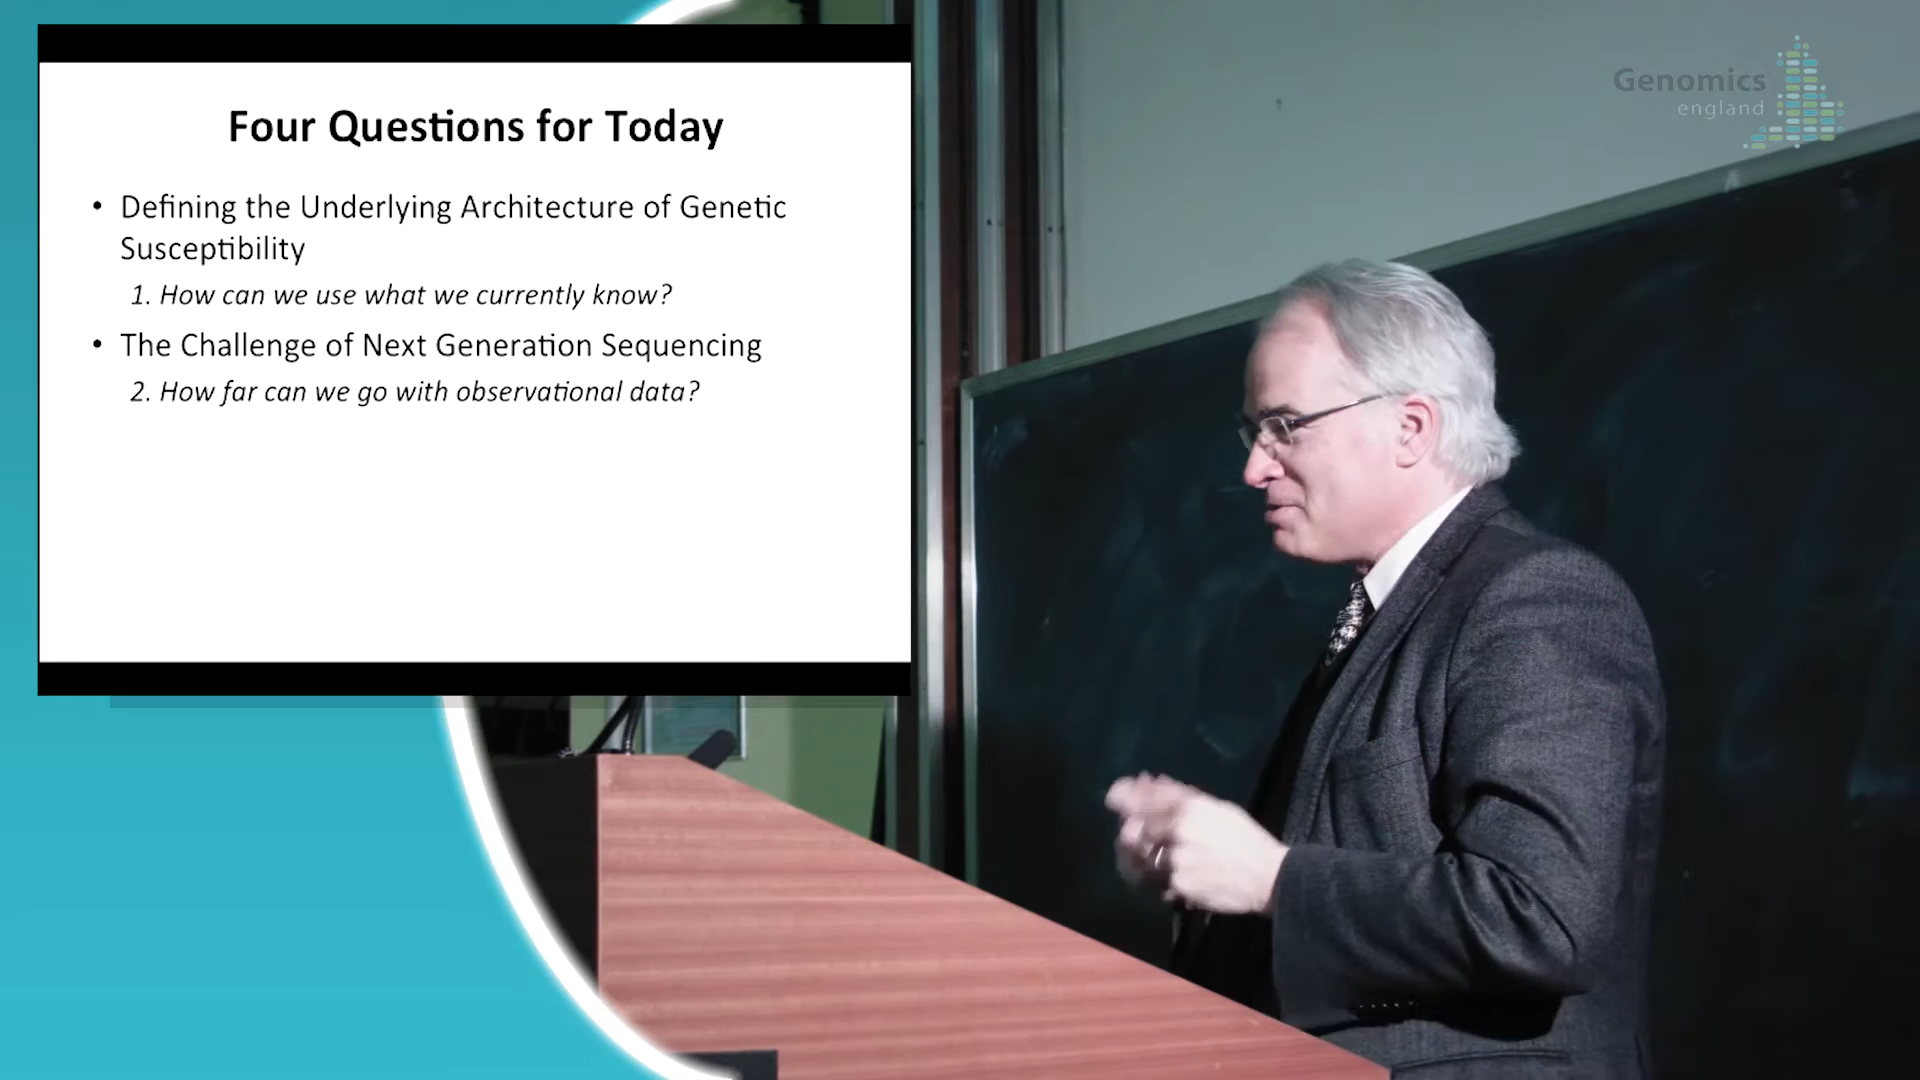 Four Questions for Today
• Defining the Underlying Architecture of Genetic
Susceptibility
1. How can we use what we currently know?
• The Challenge of Next Generation Sequencing
2. How far can we go with observational data?
Genomics
england